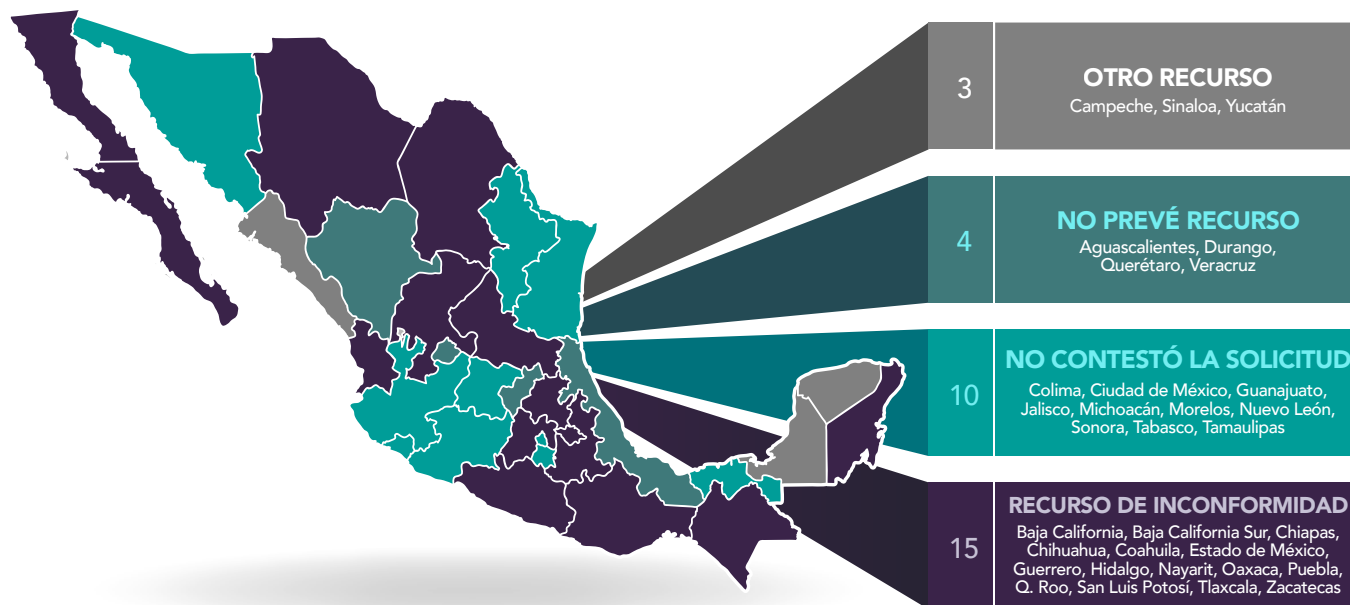 3
OTRO RECURSO
Campeche, Sinaloa, Yucatán
4
NO PREVÉ RECURSO
Aguascalientes, Durango,
Querétaro, Veracruz
10
NO CONTESTÓ LA SOLICITUD
Colima, Ciudad de México, Guanajuato,
Jalisco, Michoacán, Morelos, Nuevo León,
Sonora, Tabasco, Tamaulipas
15
RECURSO DE INCONFORMIDAD
Baja California, Baja California Sur, Chiapas,
Chihuahua, Coahuila, Estado de México,
Guerrero, Hidalgo, Nayarit, Oaxaca, Puebla,
Q. Roo, San Luis Potosí, Tlaxcala, Zacatecas